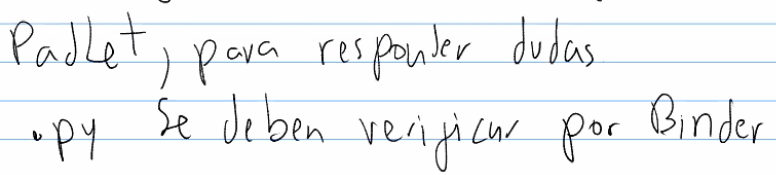 Padlet, para responder dudas
.py Se deben verificar por Binder